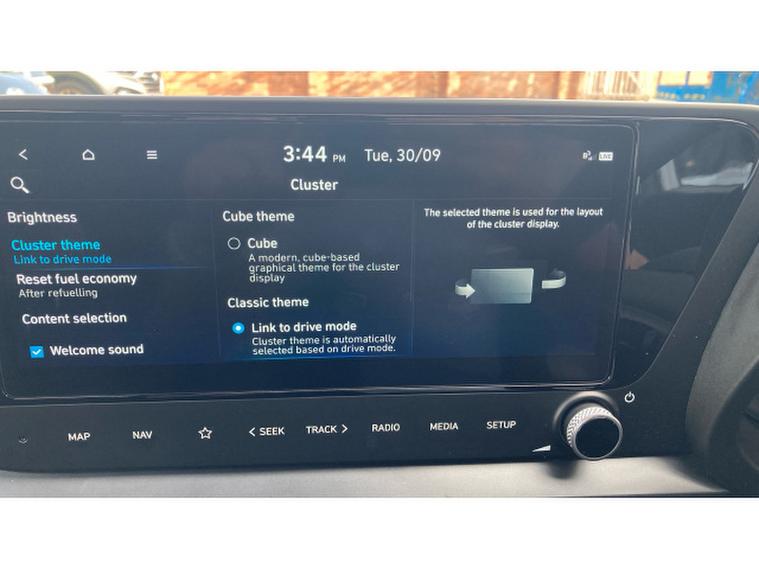 3:44 PM Tue, 30/09
LIVE
Cluster
Brightness
Cluster theme
Link to drive mode
Reset fuel economy
After refuelling
Content selection
Welcome sound
Cube theme
Cube
A modern, cube-based
graphical theme for the cluster
display
Classic theme
Link to drive mode
Cluster theme is automatically
selected based on drive mode.
The selected theme is used for the layout
of the cluster display.
MAP NAV < SEEK TRACK > RADIO MEDIA SETUP